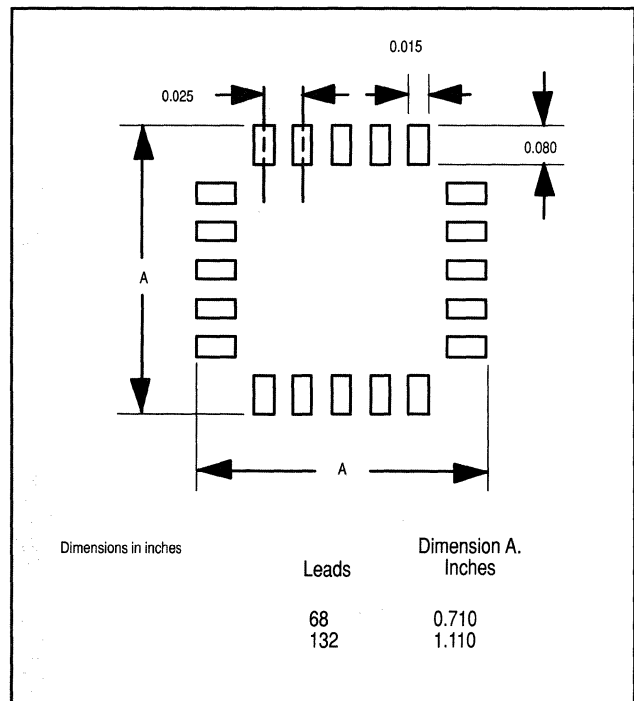 0.015
0.025
0.080
A
A
Dimensions in inches
Leads
Dimension A.
Inches
68 0.710
132 1.110